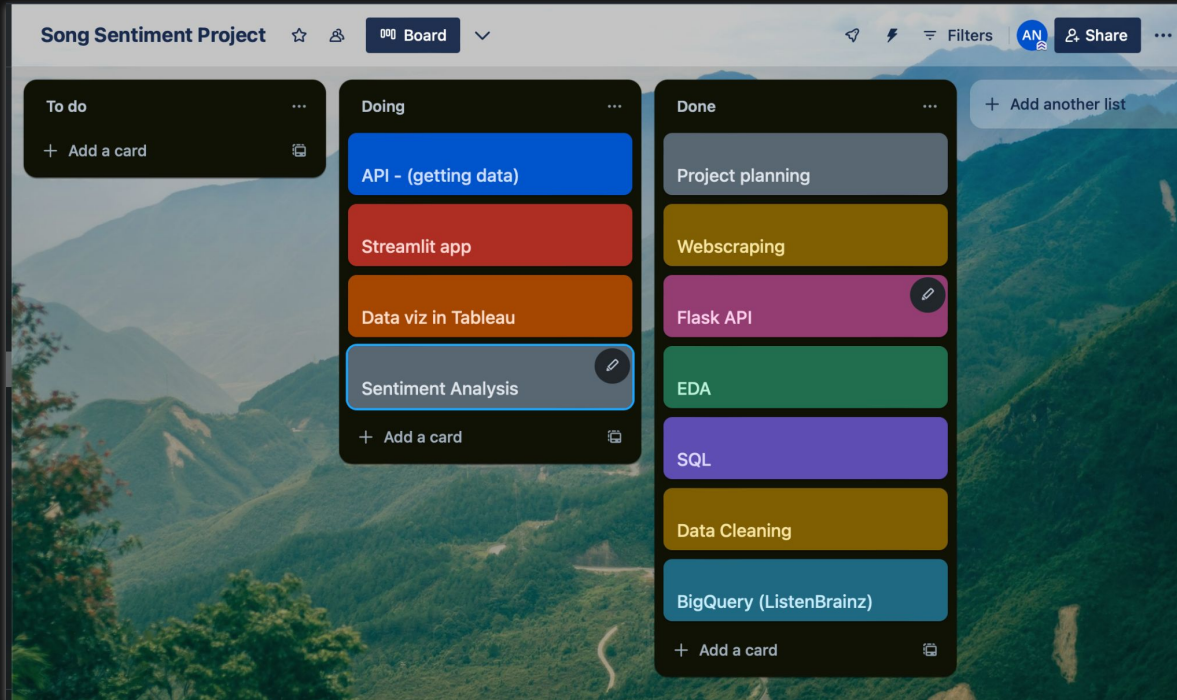 Song Sentiment Project
Board
Filters
AN
Share
To do
Add a card
Doing
API - (getting data)
Streamlit app
Data viz in Tableau
Sentiment Analysis
Add a card
Done
Project planning
Webscraping
Flask API
EDA
SQL
Data Cleaning
BigQuery (ListenBrainz)
Add a card
Add another list